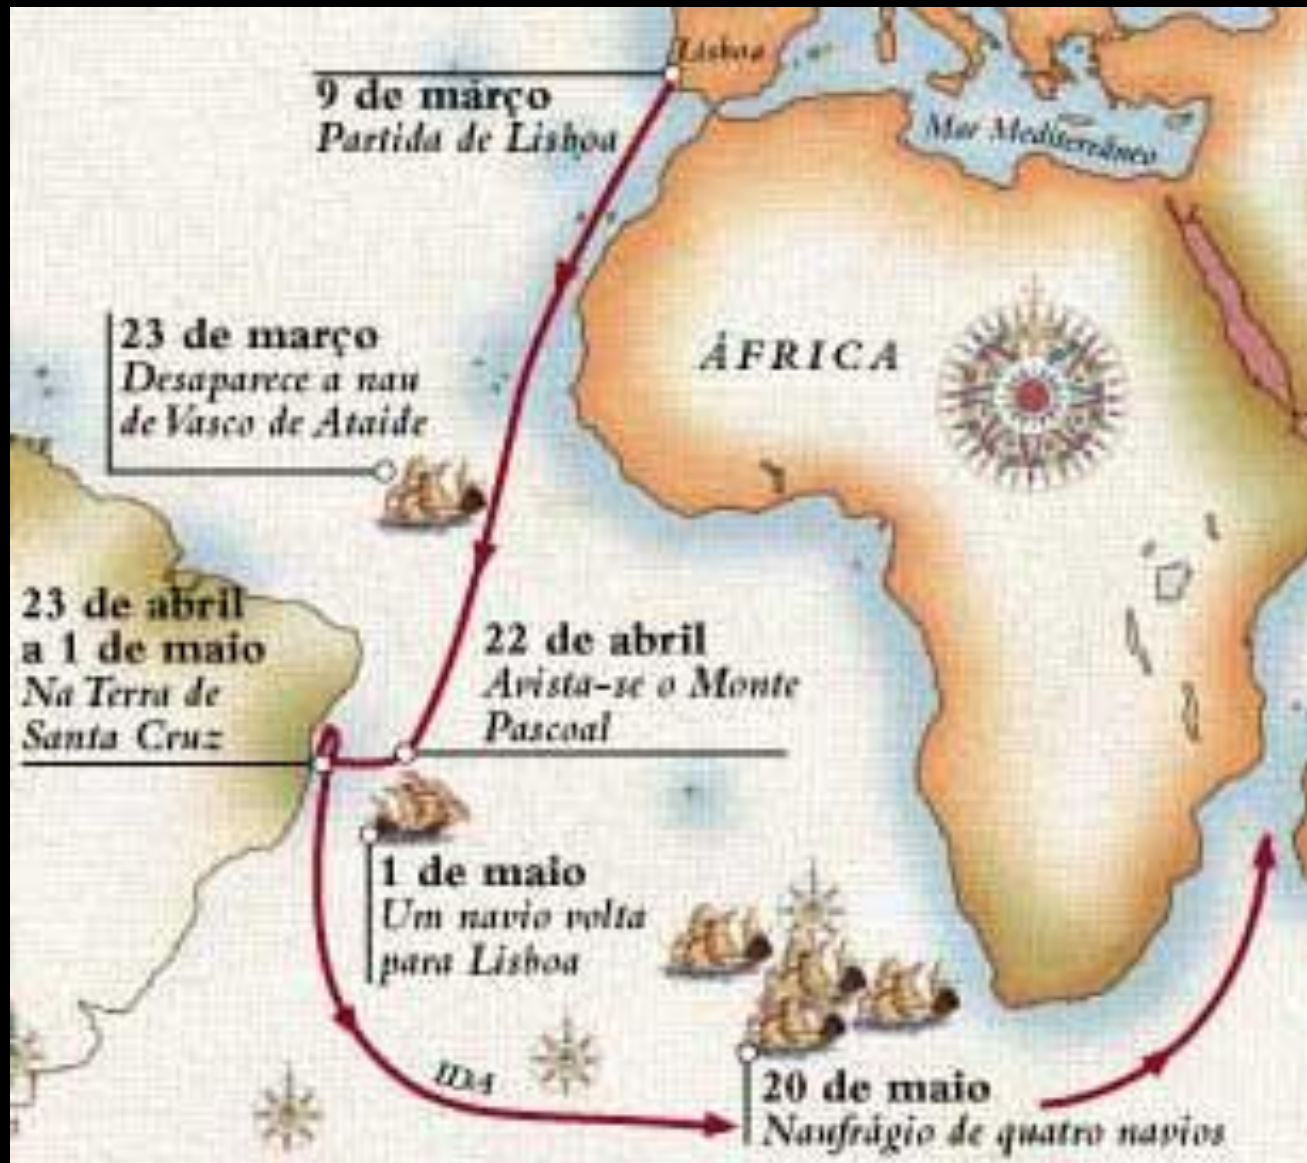 Lisboa
9 de março
Partida de Lisboa
Mar Mediterrâneo
23 de março
Desaparece a nau
de Vasco de Ataide
ÁFRICA
23 de abril
a 1 de maio
Na Terra de
Santa Cruz
22 de abril
Avista-se o Monte
Pascoal
1 de maio
Um navio volta
para Lisboa
IDA
20 de maio
Naufrágio de quatro navios